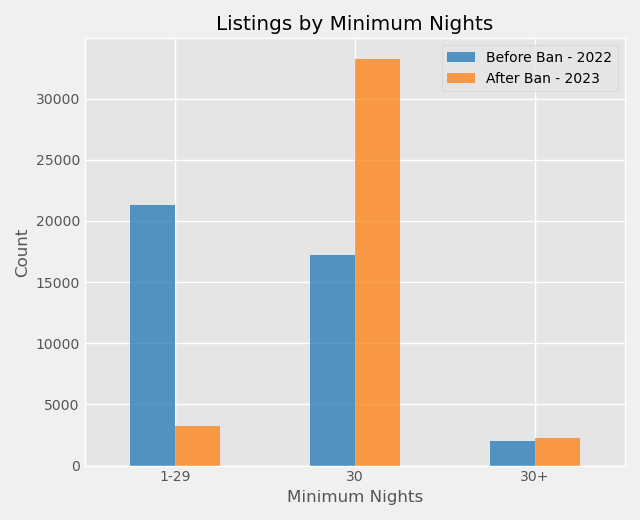 Listings by Minimum Nights
Before Ban - 2022
After Ban - 2023
30000
25000
20000
15000
10000
5000
0
Count
1-29
30
30+
Minimum Nights